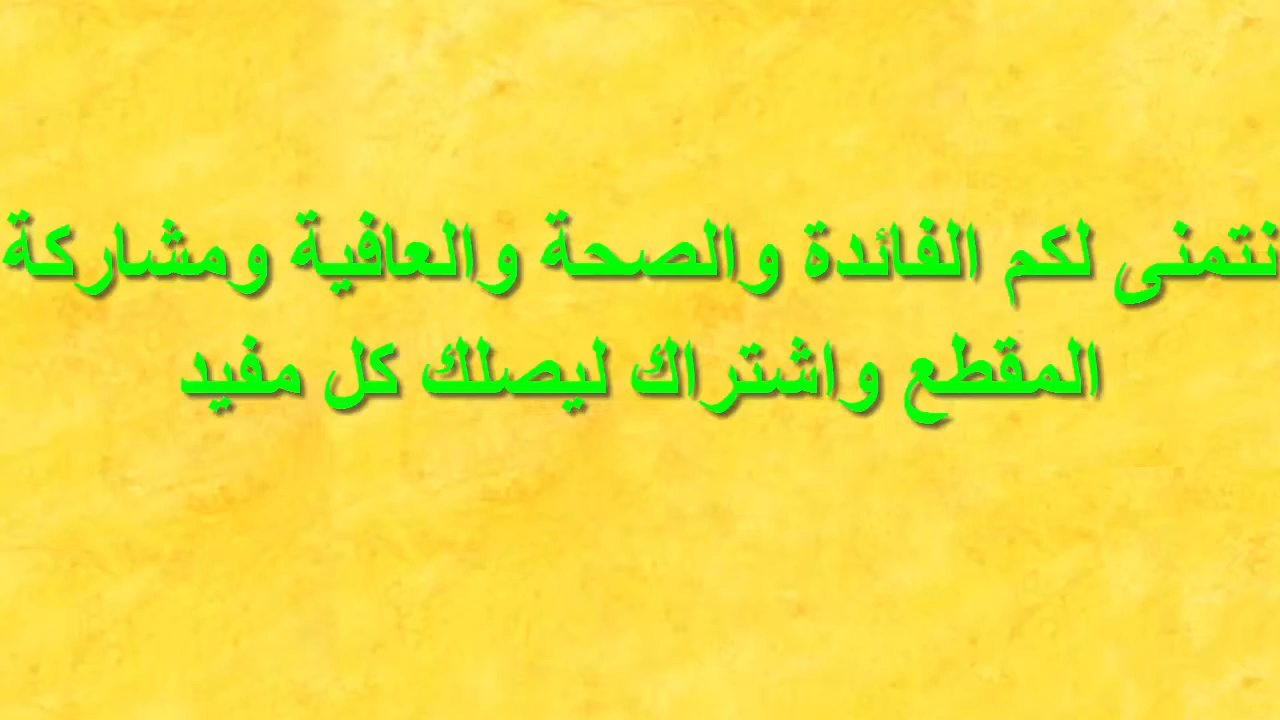 نتمنى لكم الفائدة والصحة والعافية ومشاركة
المقطع واشتراك ليصلك كل مفيد